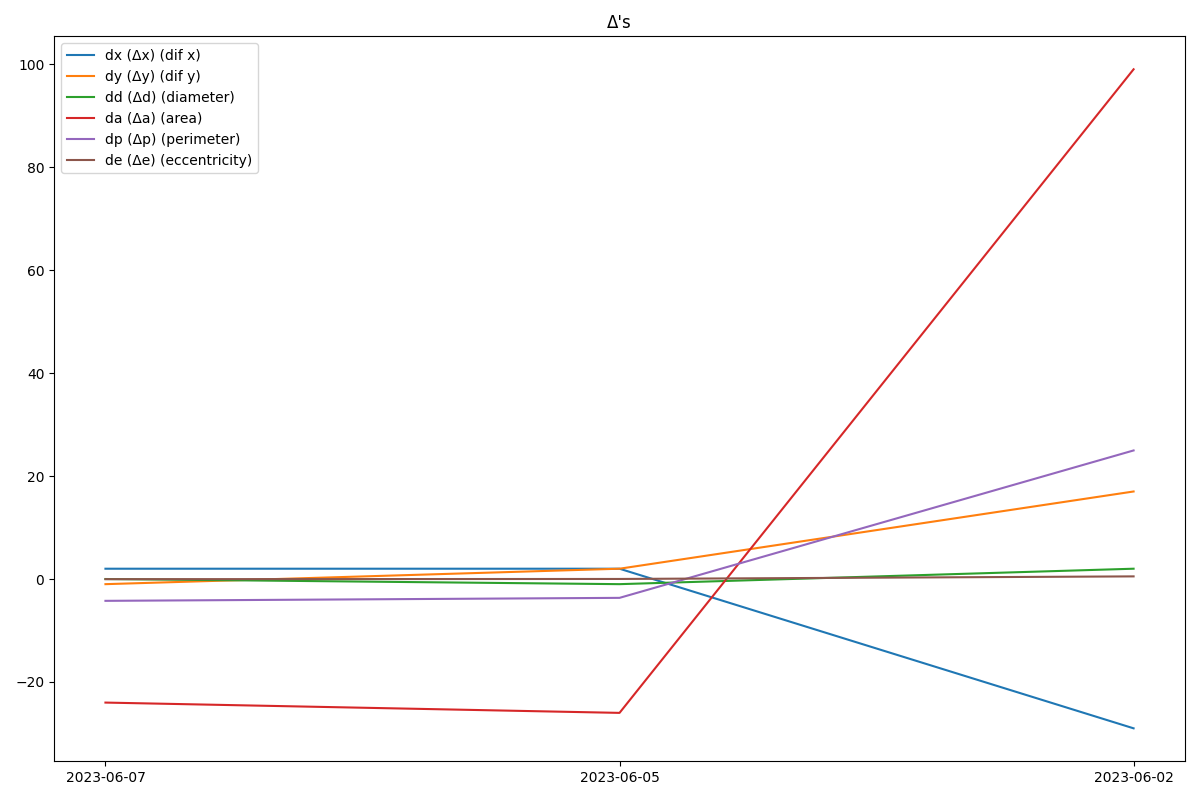 Δ's
dx (Δx) (dif x)
dy (Δy) (dif y)
dd (Δd) (diameter)
da (Δa) (area)
dp (Δp) (perimeter)
de (Δe) (eccentricity)
100
80
60
40
20
0
−20
2023-06-07 2023-06-05 2023-06-02